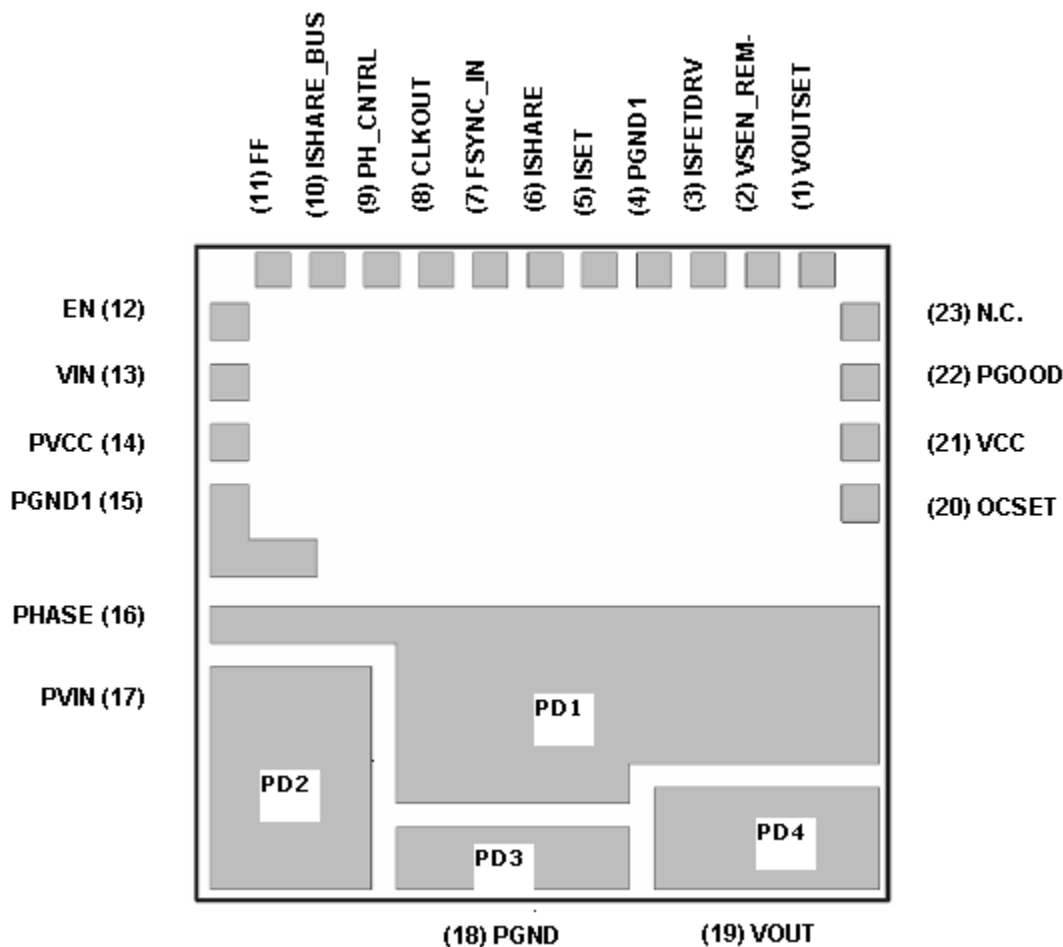 (11) FF
(10) ISHARE_BUS
(9) PH_CNTRL
(8) CLKOUT
(7) FSYNC_IN
(6) ISHARE
(5) ISET
(4) PGND1
(3) ISFETDRV
(2) VSEN_REM-
(1) VOUTSET
EN (12)
VIN (13)
PVCC (14)
PGND1 (15)
PHASE (16)
PVIN (17)
(23) N.C.
(22) PGOOD
(21) VCC
(20) OCSET
PD1
PD2
PD3
PD4
(18) PGND
(19) VOUT